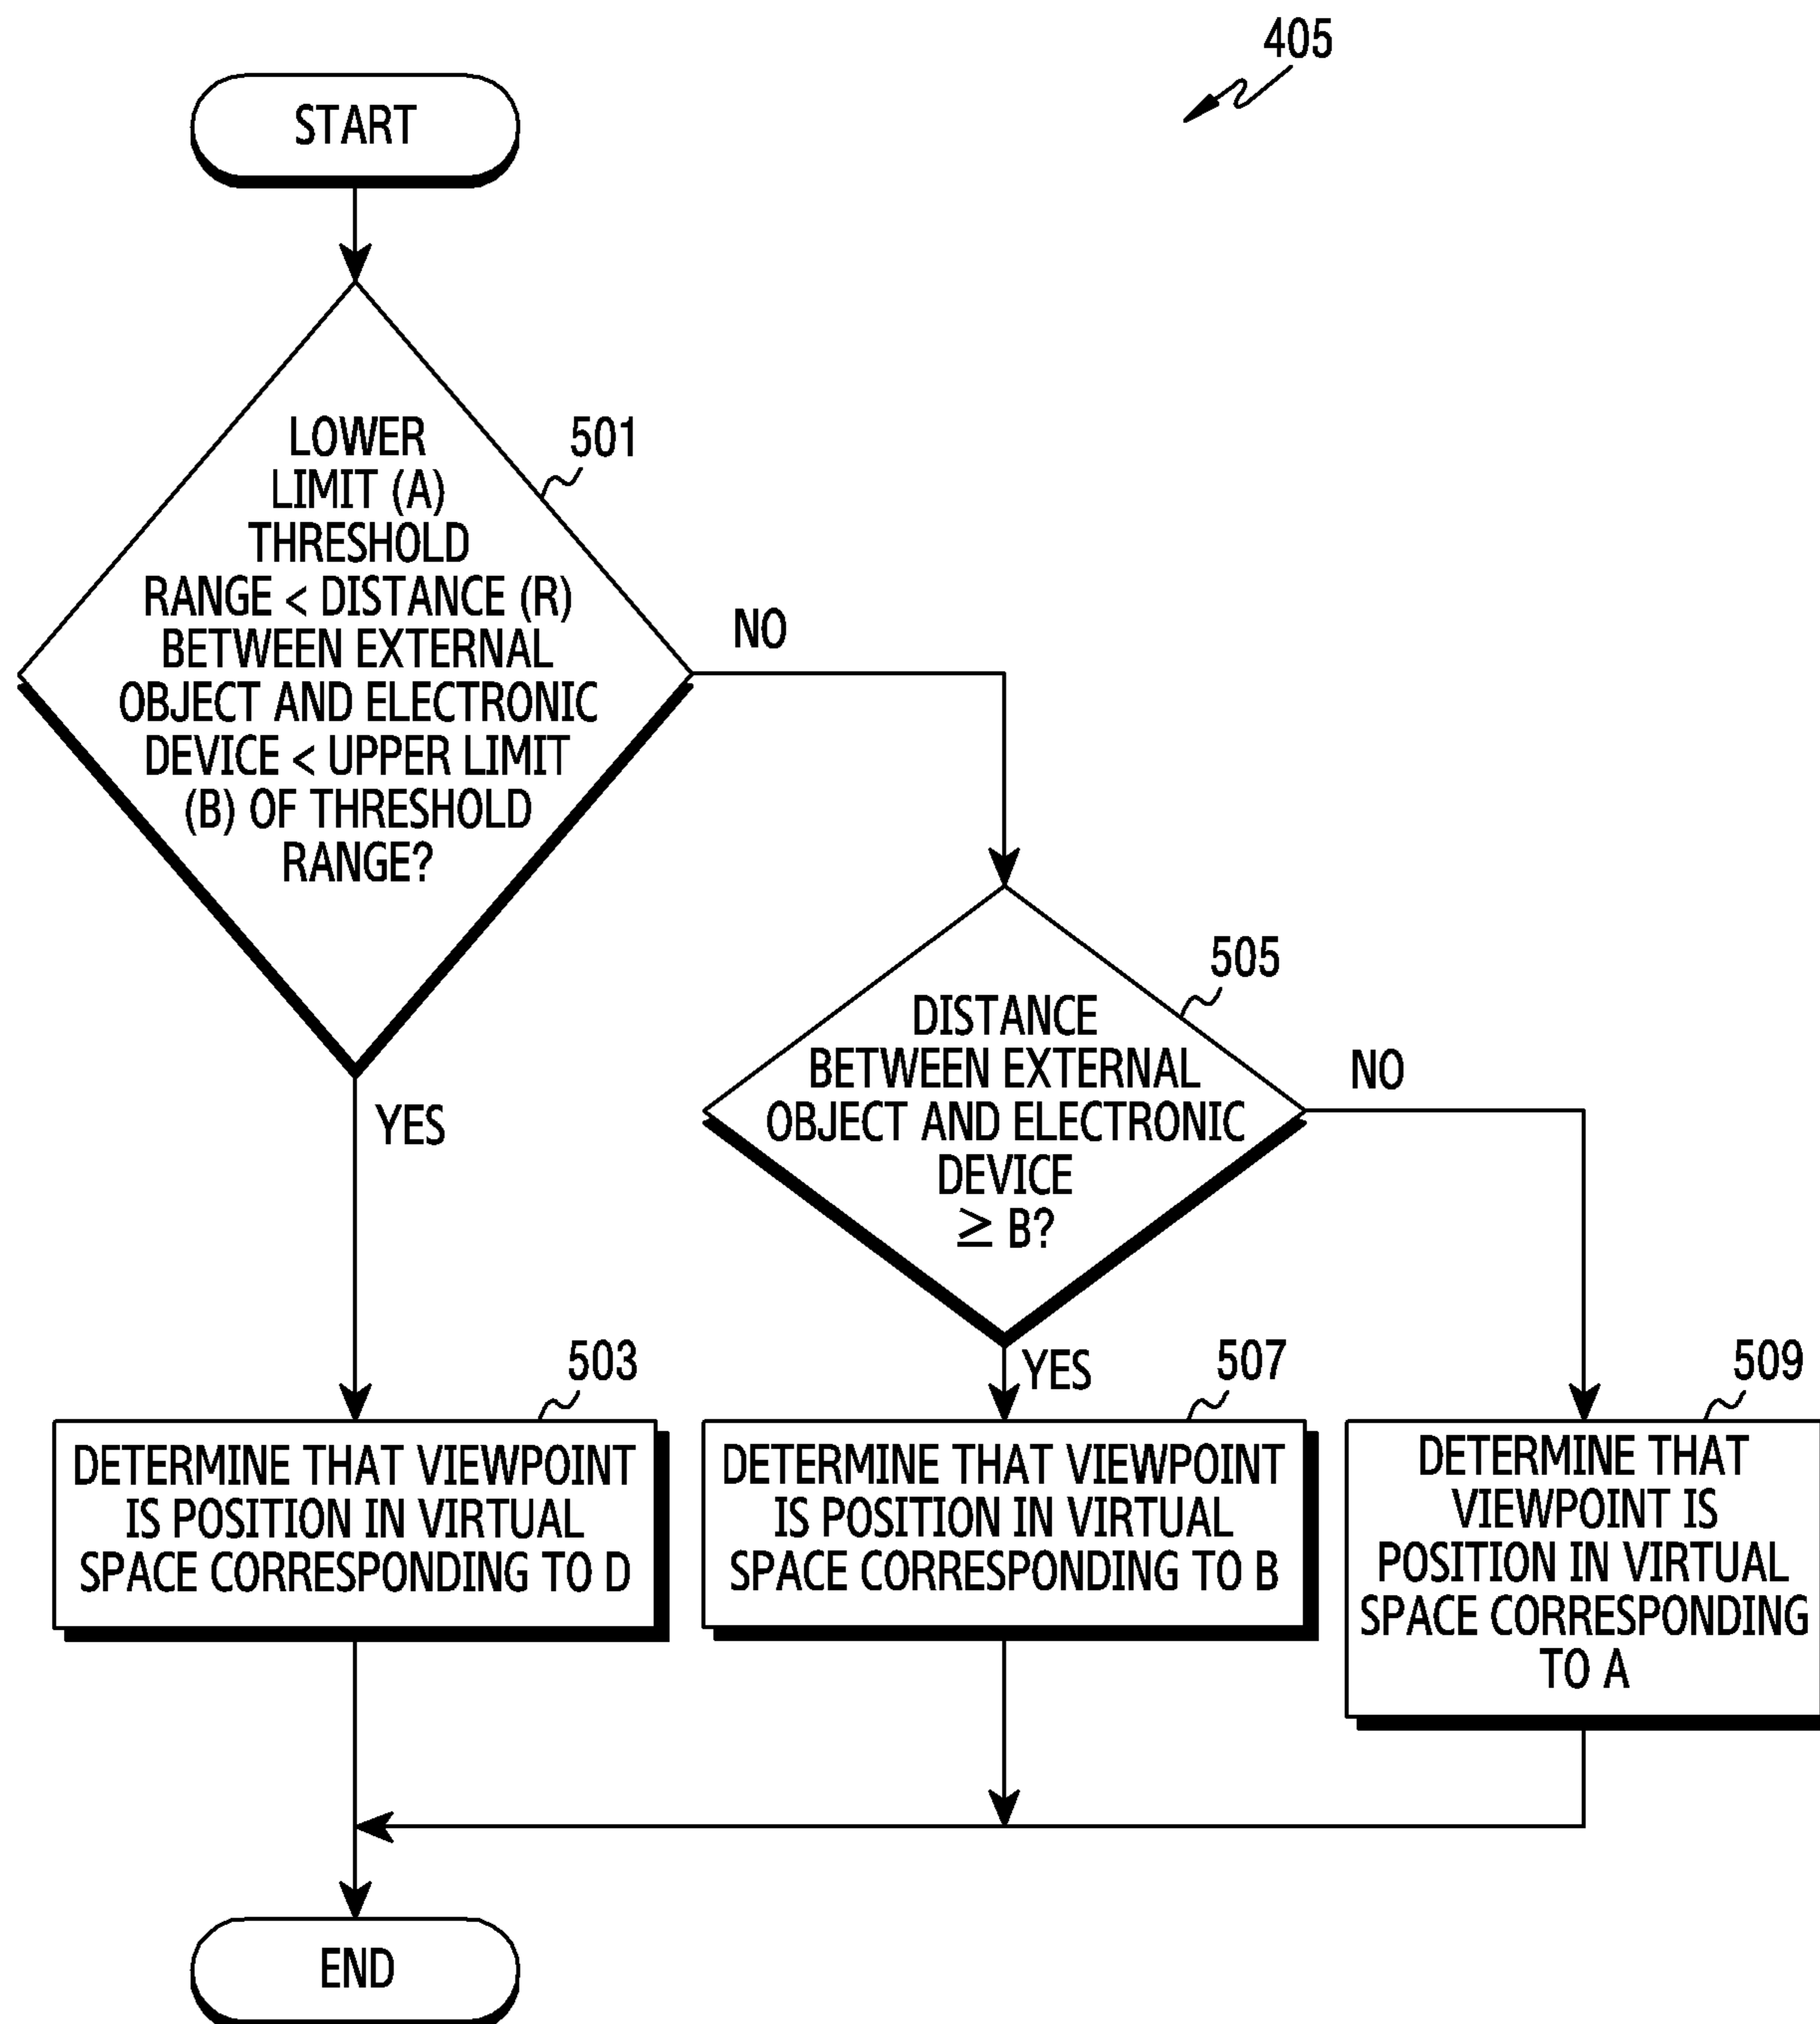 405
START
LOWER
LIMIT (A)
THRESHOLD
RANGE < DISTANCE (R)
BETWEEN EXTERNAL
OBJECT AND ELECTRONIC
DEVICE < UPPER LIMIT
(B) OF THRESHOLD
RANGE?
501
NO
YES
DISTANCE
BETWEEN EXTERNAL
OBJECT AND ELECTRONIC
DEVICE
≥ B?
505
NO
YES
503
DETERMINE THAT VIEWPOINT
IS POSITION IN VIRTUAL
SPACE CORRESPONDING TO D
507
DETERMINE THAT VIEWPOINT
IS POSITION IN VIRTUAL
SPACE CORRESPONDING TO B
509
DETERMINE THAT
VIEWPOINT IS
POSITION IN VIRTUAL
SPACE CORRESPONDING
TO A
END